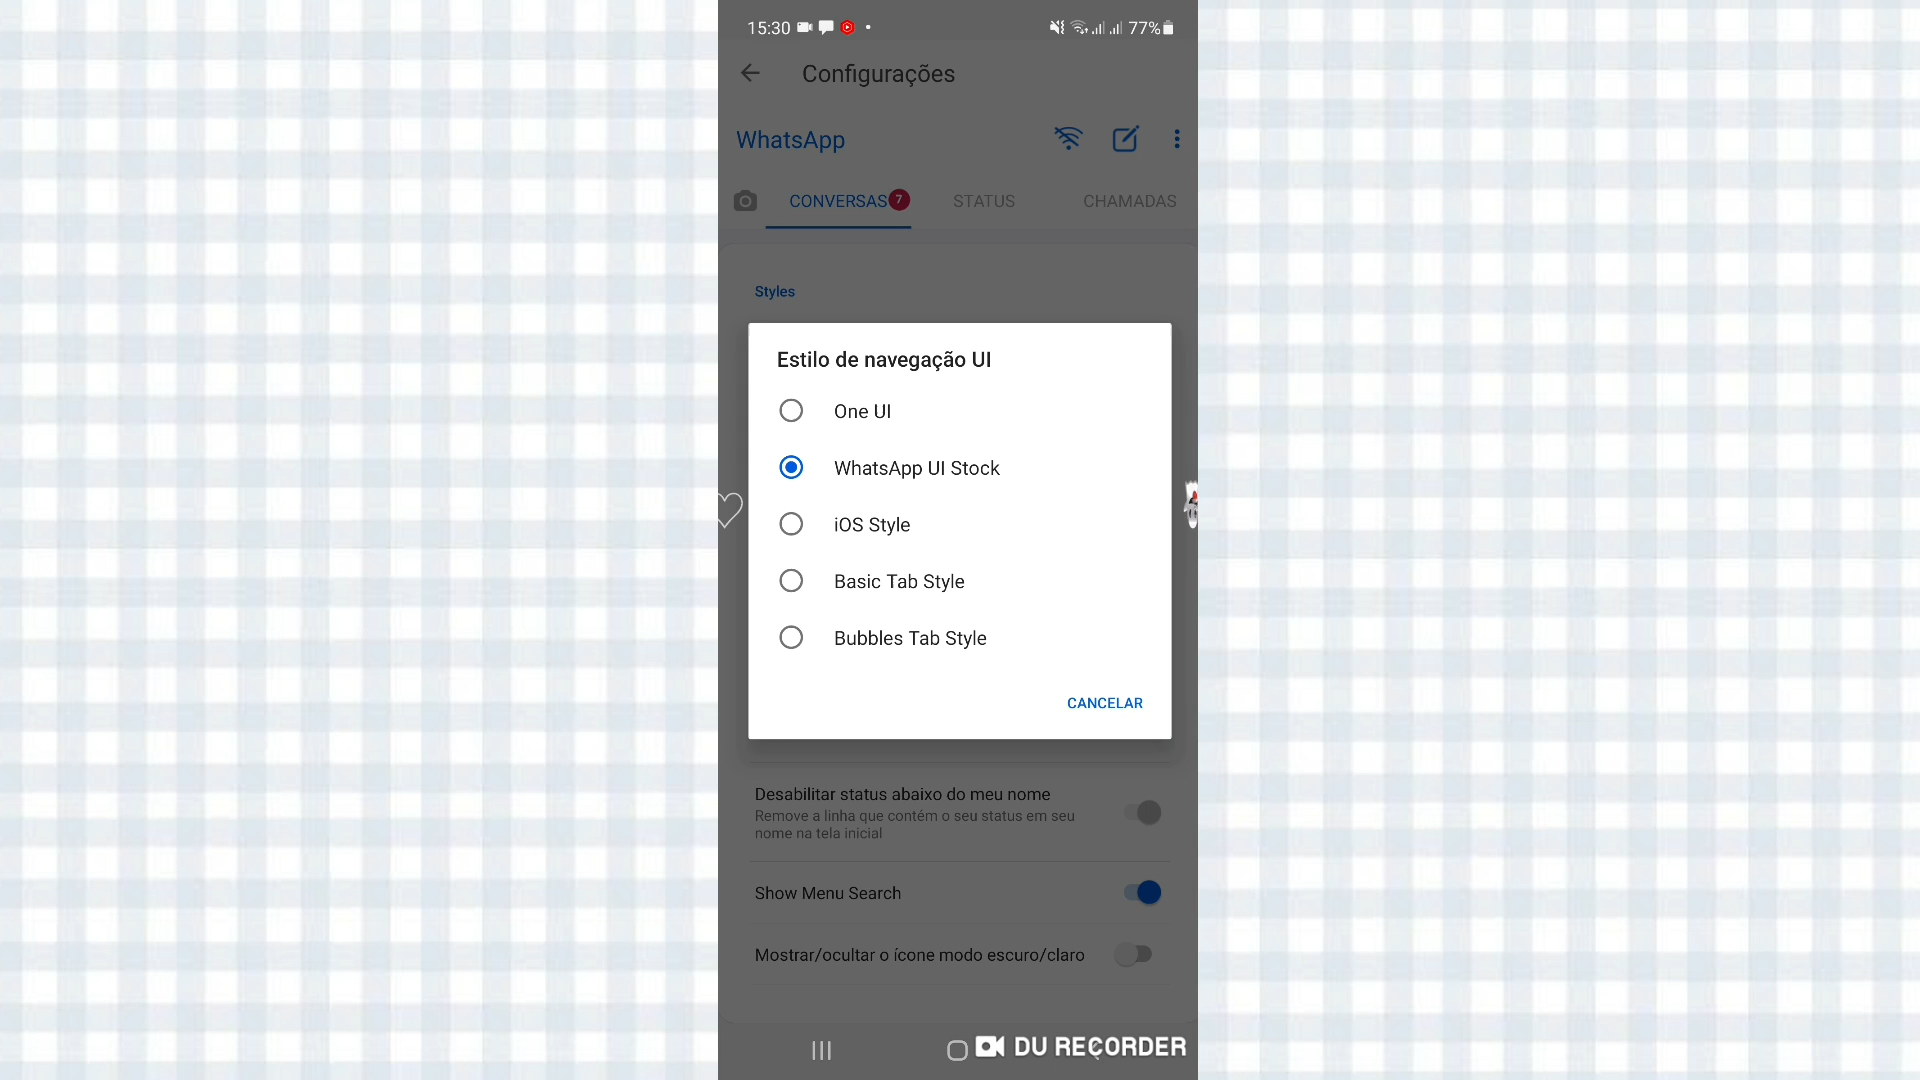 15:30
77%
Configurações
WhatsApp
CONVERSAS 7
STATUS
CHAMADAS
Styles
Estilo de navegação UI
One UI
WhatsApp UI Stock
iOS Style
Basic Tab Style
Bubbles Tab Style
CANCELAR
Desabilitar status abaixo do meu nome
Remove a linha que contém o seu status em seu
nome na tela inicial
Show Menu Search
Mostrar/ocultar o ícone modo escuro/claro
DU RECORDER